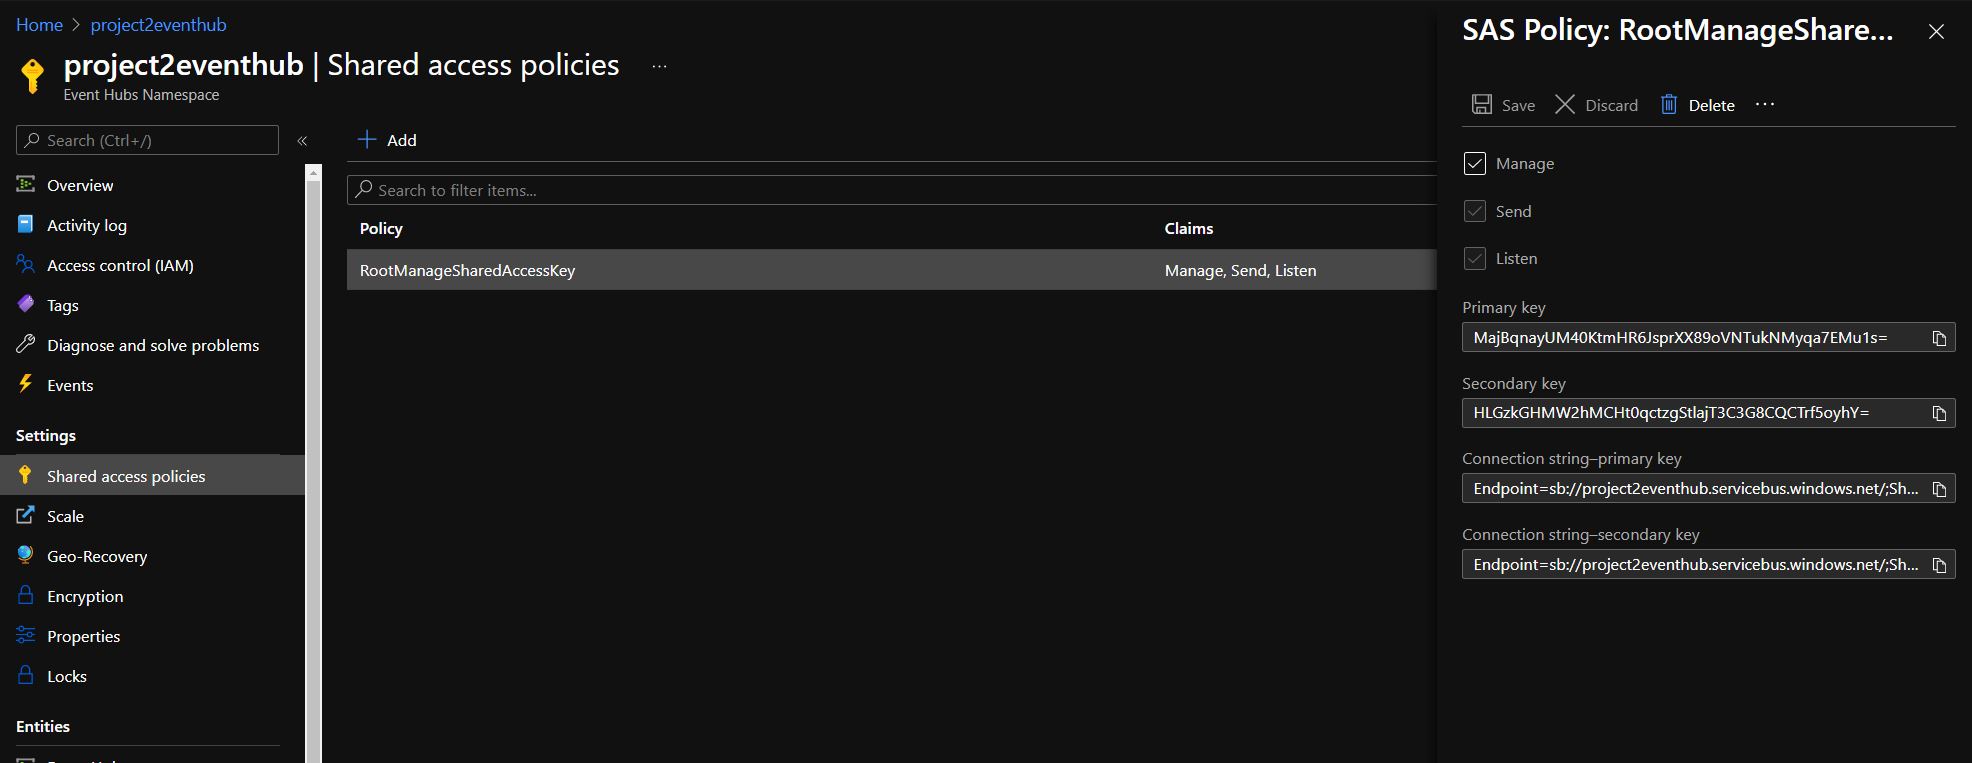 Home > project2eventhub
project2eventhub | Shared access policies ...
Event Hubs Namespace
Search (Ctrl+/)
«
Overview
Activity log
Access control (IAM)
Tags
Diagnose and solve problems
Events
Settings
Shared access policies
Scale
Geo-Recovery
Encryption
Properties
Locks
Entities
+ Add
Search to filter items...
Policy Claims
RootManageSharedAccessKey Manage, Send, Listen
SAS Policy: RootManageShare...
Save Discard Delete ...
Manage
Send
Listen
Primary key
MajBqnayUM40KtmHR6JsprXX89oVNTukNMyqa7EMu1s=
Secondary key
HLGzkGHMW2hMCHt0qctzgStlajT3C3G8CQCTrf5oyhY=
Connection string–primary key
Endpoint=sb://project2eventhub.servicebus.windows.net/;Sh...
Connection string–secondary key
Endpoint=sb://project2eventhub.servicebus.windows.net/;Sh...